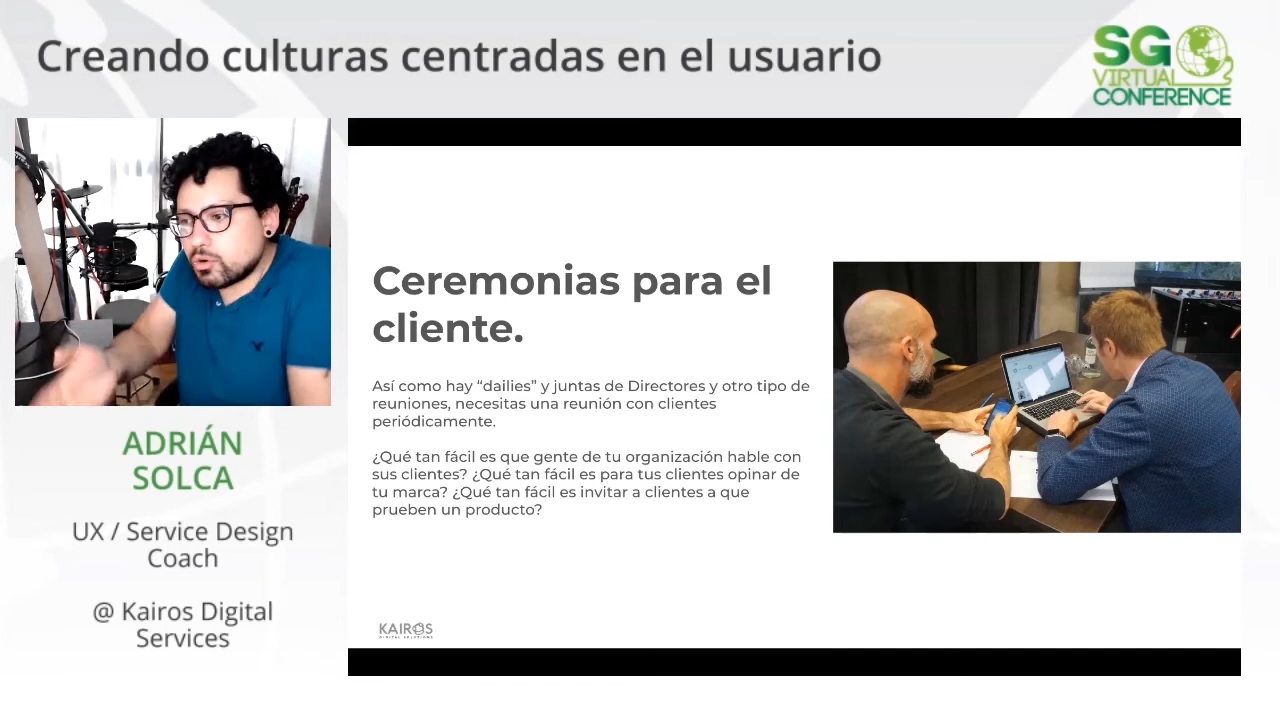 Creando culturas centradas en el usuario
SG
VIRTUAL
CONFERENCE
ADRIÁN
SOLCA
UX / Service Design
Coach
@ Kairos Digital
Services
Ceremonias para el
cliente.
Así como hay “dailies” y juntas de Directores y otro tipo de
reuniones, necesitas una reunión con clientes
periódicamente.
¿Qué tan fácil es que gente de tu organización hable con
sus clientes? ¿Qué tan fácil es para tus clientes opinar de
tu marca? ¿Qué tan fácil es invitar a clientes a que
prueben un producto?
KAIROS
DIGITAL SOLUTIONS